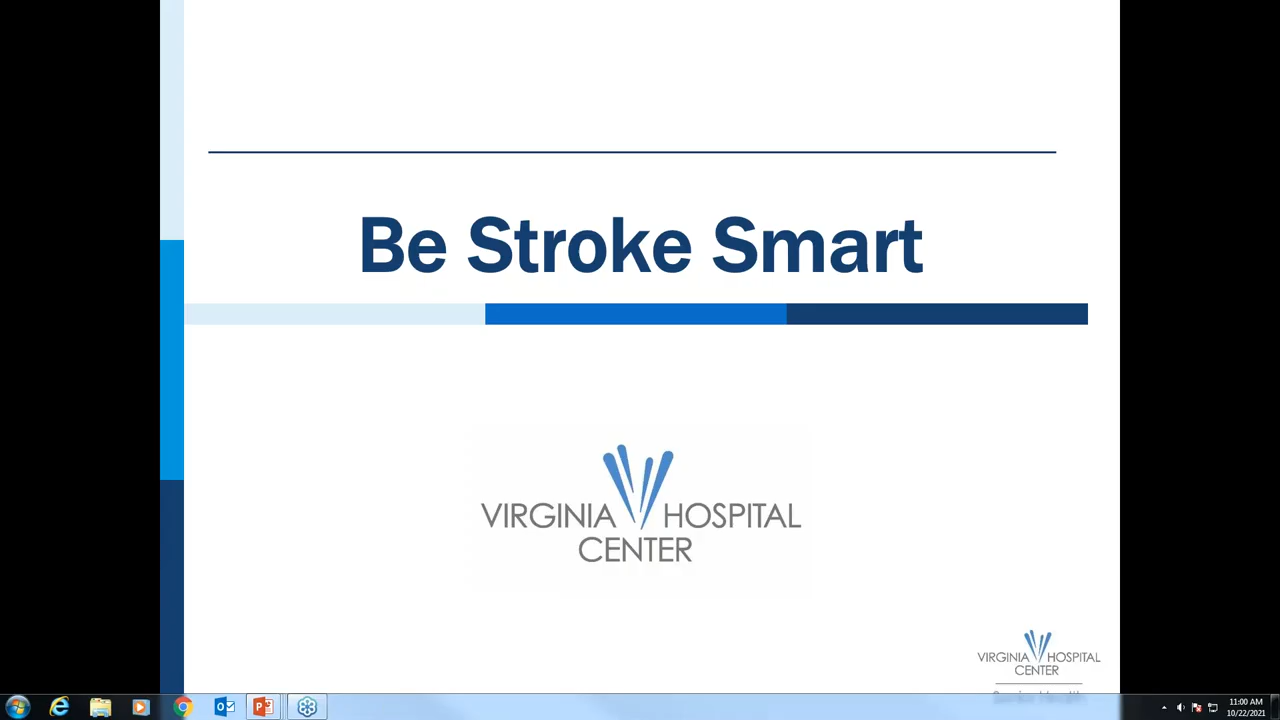 Be Stroke Smart
VIRGINIA HOSPITAL
CENTER
VIRGINIA HOSPITAL
CENTER
11:00 AM
10/22/2021